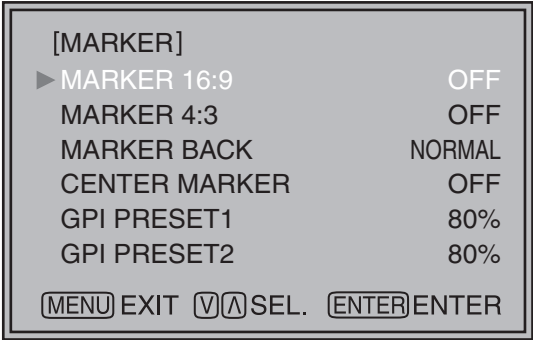 [MARKER]
▶MARKER 16:9 OFF
MARKER 4:3 OFF
MARKER BACK NORMAL
CENTER MARKER OFF
GPI PRESET1 80%
GPI PRESET2 80%
MENU EXIT V Λ SEL. ENTER ENTER